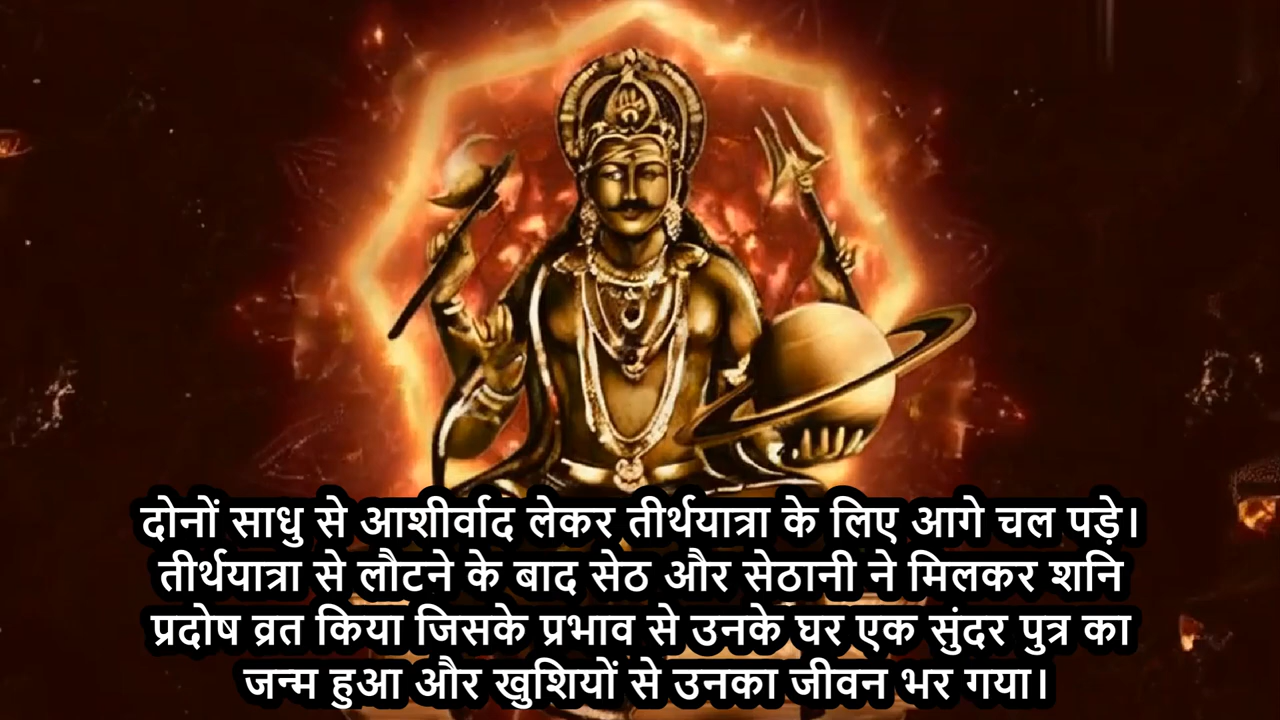 दोनों साधु से आशीर्वाद लेकर तीर्थयात्रा के लिए आगे चल पड़े।
तीर्थयात्रा से लौटने के बाद सेठ और सेठानी ने मिलकर शनि
प्रदोष व्रत किया जिसके प्रभाव से उनके घर एक सुंदर पुत्र का
जन्म हुआ और खुशियों से उनका जीवन भर गया।